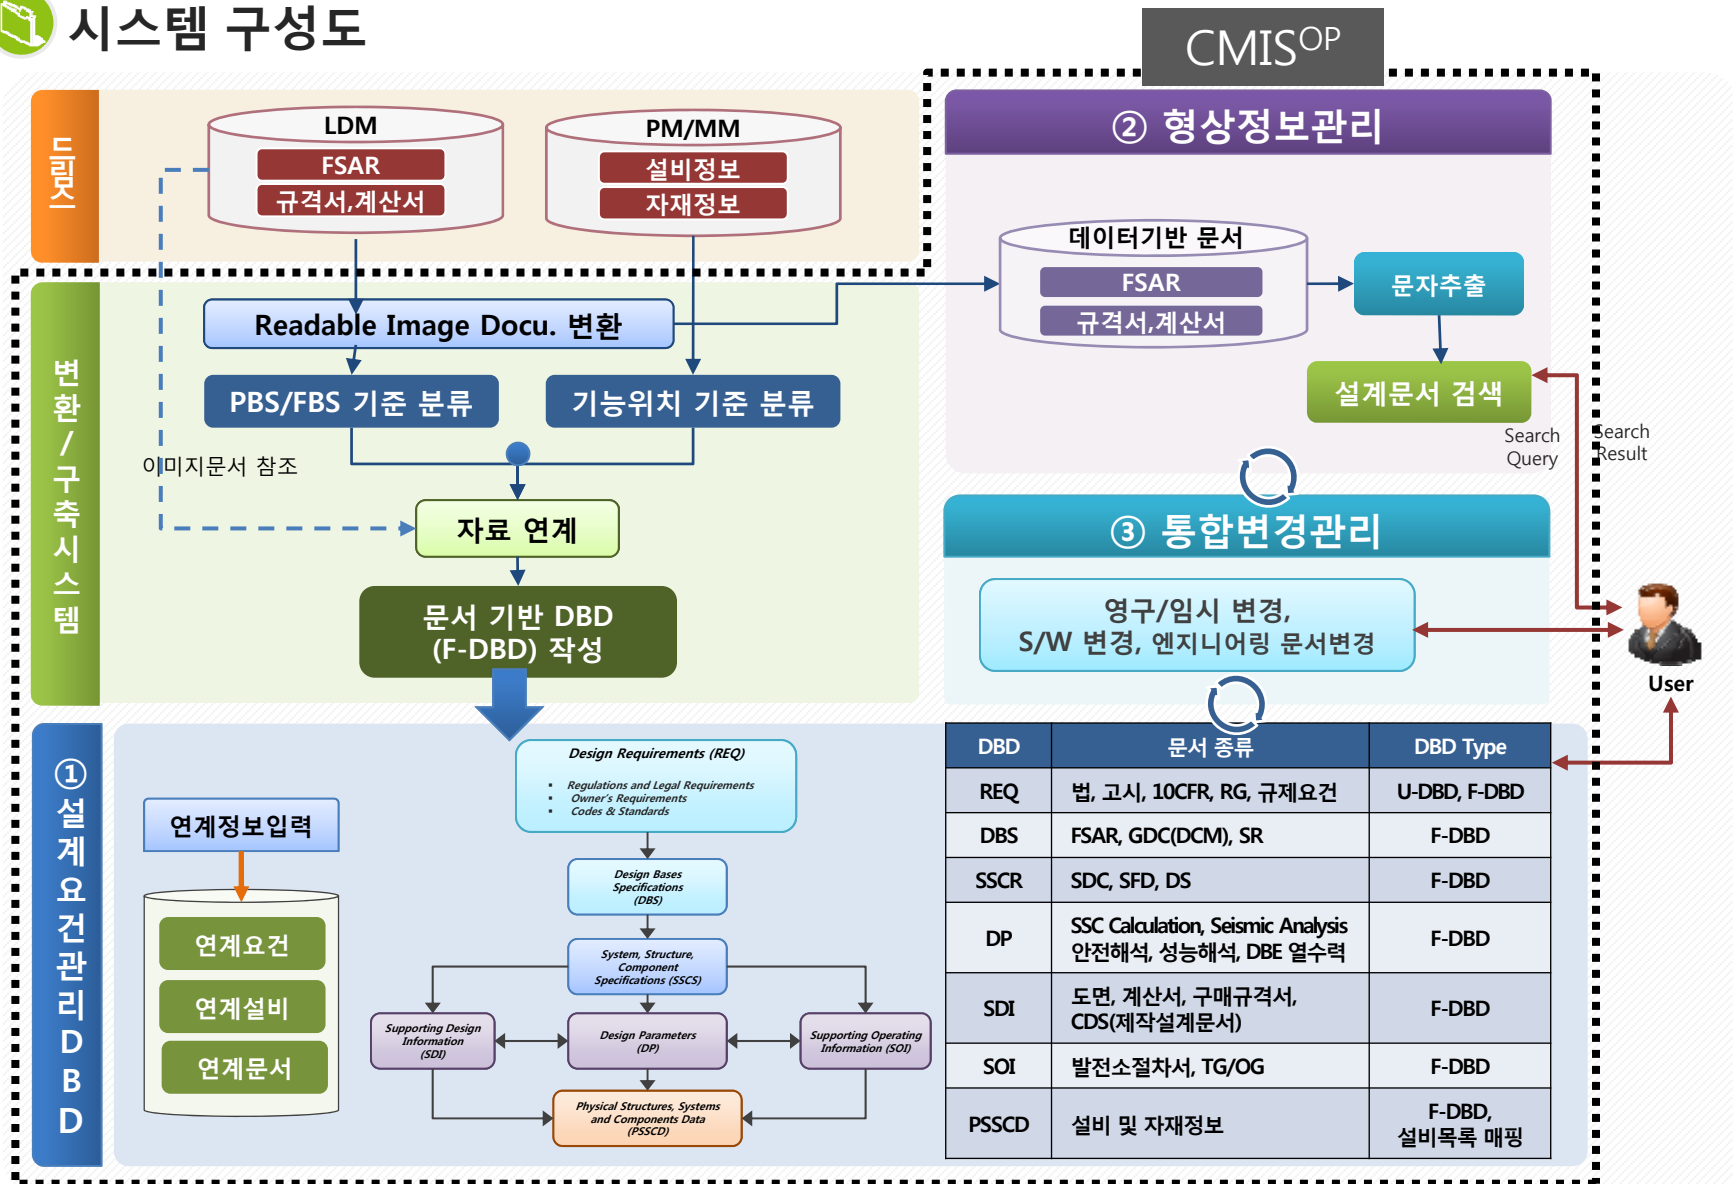 시스템 구성도
CMIS^OP
드림즈
LDM
FSAR
규격서,계산서
PM/MM
설비정보
자재정보
② 형상정보관리
데이터기반 문서
FSAR
규격서,계산서
문자추출
설계문서 검색
Search
Query
Search
Result
변환/구축시스템
Readable Image Docu. 변환
PBS/FBS 기준 분류
기능위치 기준 분류
이미지문서 참조
자료 연계
문서 기반 DBD
(F-DBD) 작성
③ 통합변경관리
영구/임시 변경,
S/W 변경, 엔지니어링 문서변경
User
①설계요건관리DBD
연계정보입력
연계요건
연계설비
연계문서
Design Requirements (REQ)
▪ Regulations and Legal Requirements
▪ Owner's Requirements
▪ Codes & Standards
Design Bases
Specifications
(DBS)
System, Structure,
Component
Specifications (SSCS)
Supporting Design
Information
(SDI)
Design Parameters
(DP)
Supporting Operating
Information (SOI)
Physical Structures, Systems
and Components Data
(PSSCD)
DBD 문서 종류 DBD Type
REQ 법, 고시, 10CFR, RG, 규제요건 U-DBD, F-DBD
DBS FSAR, GDC(DCM), SR F-DBD
SSCR SDC, SFD, DS F-DBD
DP SSC Calculation, Seismic Analysis
안전해석, 성능해석, DBE 열수력 F-DBD
SDI 도면, 계산서, 구매규격서,
CDS(제작설계문서) F-DBD
SOI 발전소절차서, TG/OG F-DBD
PSSCD 설비 및 자재정보 F-DBD,
설비목록 매핑